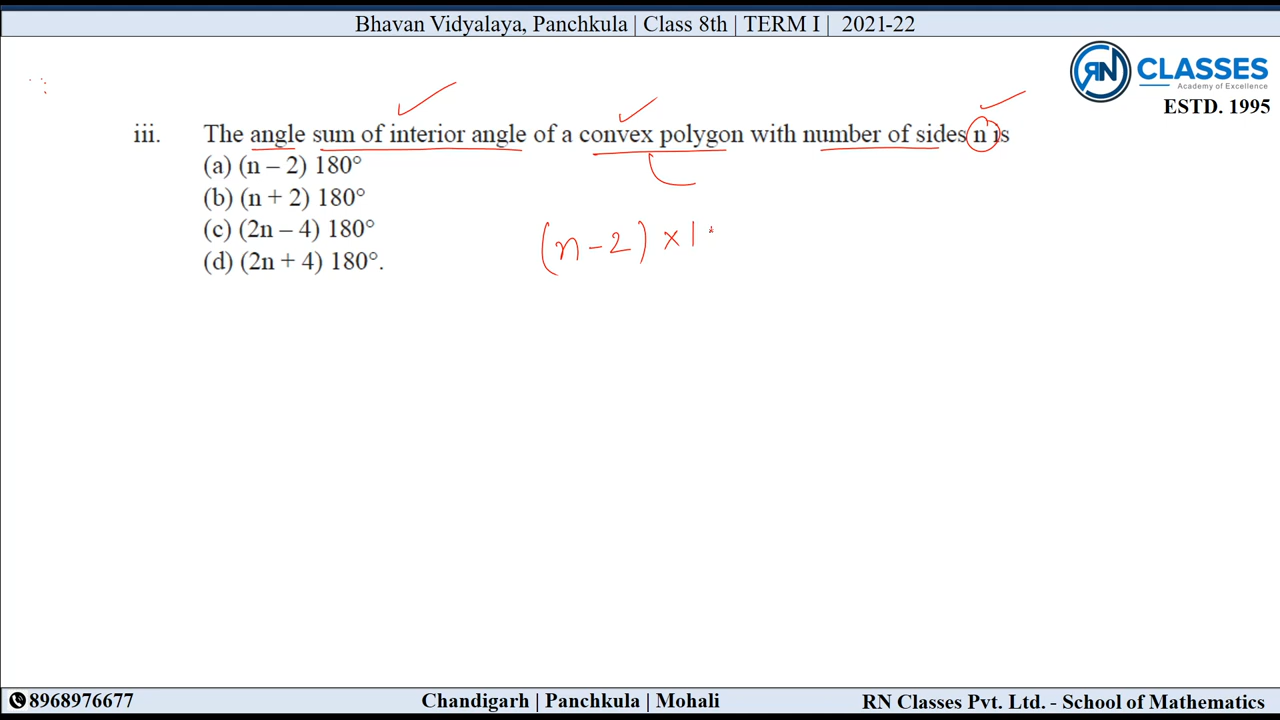 Bhavan Vidyalaya, Panchkula | Class 8th | TERM I | 2021-22
RN CLASSES
Academy of Excellence
ESTD. 1995
iii. The angle sum of interior angle of a convex polygon with number of sides n is
(a) (n – 2) 180°
(b) (n + 2) 180°
(c) (2n – 4) 180°
(d) (2n + 4) 180°.
(n - 2) × 1
8968976677 Chandigarh | Panchkula | Mohali RN Classes Pvt. Ltd. - School of Mathematics